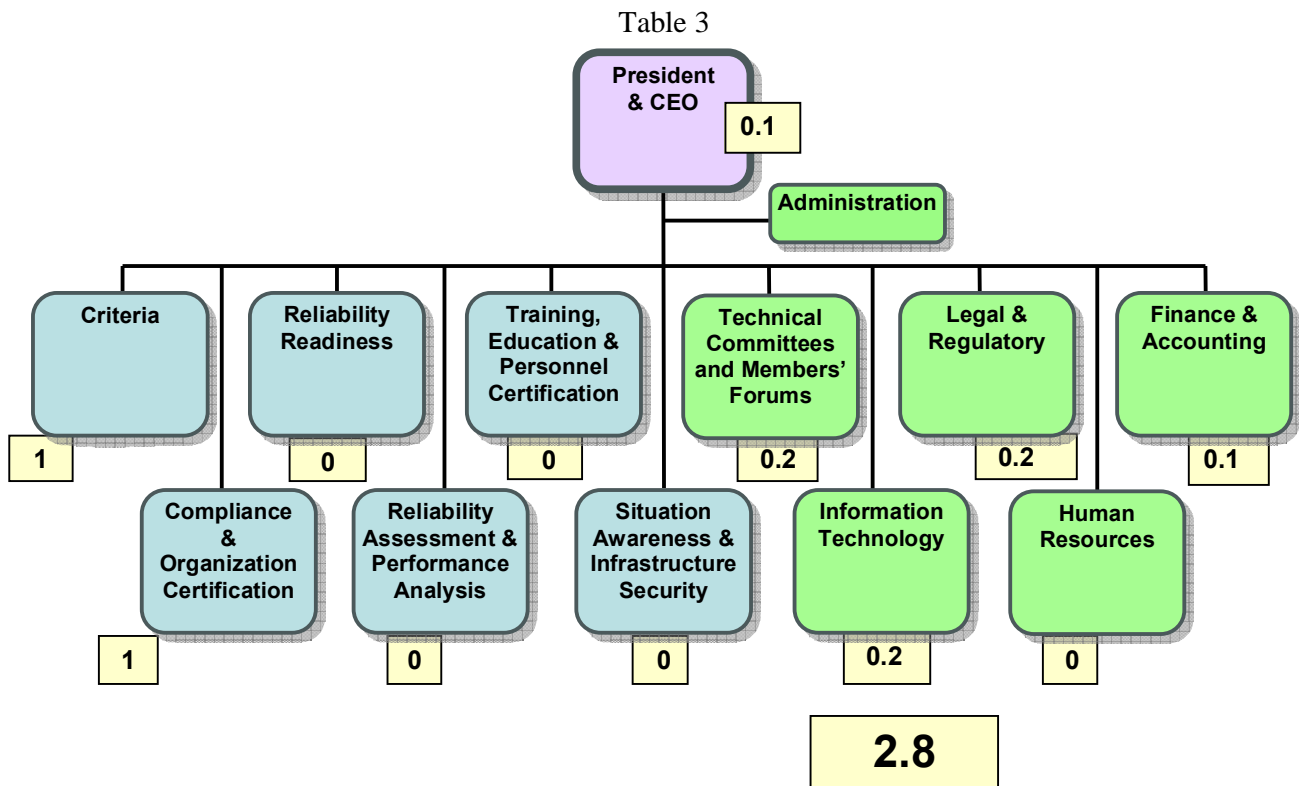 Table 3
President
& CEO
0.1
Administration
Criteria
1
Reliability
Readiness
0
Training,
Education &
Personnel
Certification
0
Technical
Committees
and Members’
Forums
0.2
Legal &
Regulatory
0.2
Finance &
Accounting
0.1
Compliance
&
Organization
Certification
1
Reliability
Assessment &
Performance
Analysis
0
Situation
Awareness &
Infrastructure
Security
0
Information
Technology
0.2
Human
Resources
0
2.8